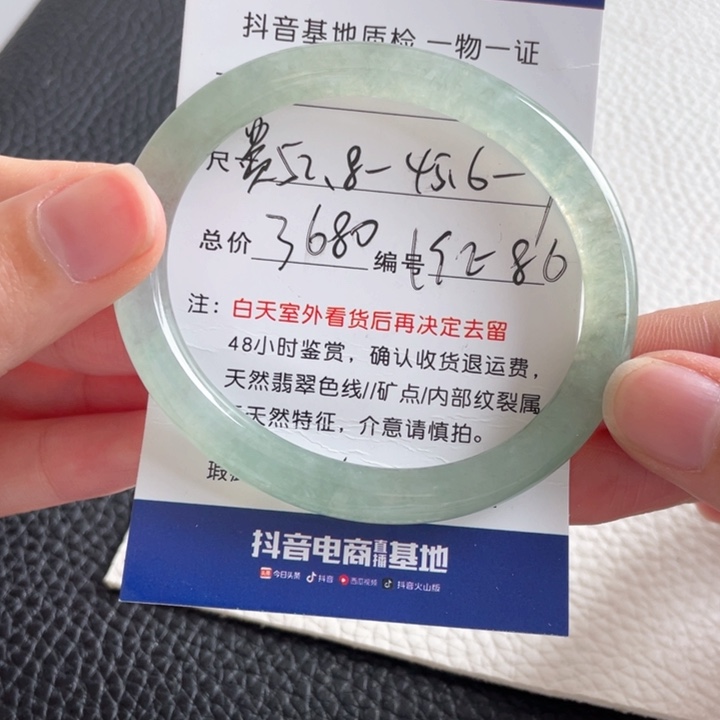 抖音基地质检 一物一证
尺 贵52.8-45.6-
总价 3680 编号 19286
注：白天室外看货后再决定去留
48小时鉴赏，确认收货退运费，
天然翡翠色线//矿点/内部纹裂属
天然特征，介意请慎拍。
瑕
抖音电商直播基地
今日头条 抖音 西瓜视频 抖音火山版